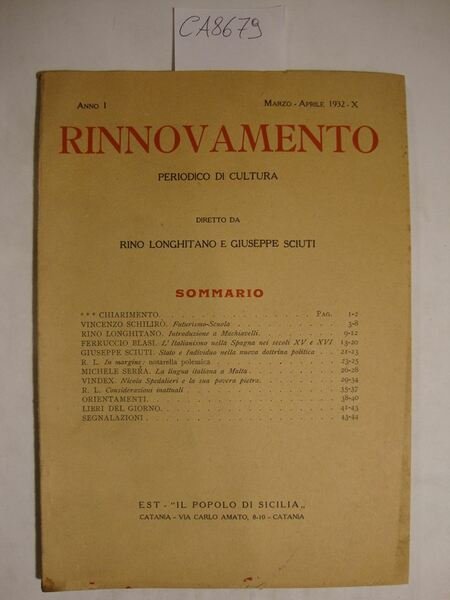 CA8679
ANNO I MARZO - APRILE 1932 - X
RINNOVAMENTO
PERIODICO DI CULTURA
DIRETTO DA
RINO LONGHITANO E GIUSEPPE SCIUTI
SOMMARIO
*** CHIARIMENTO. PAG. 1-2
VINCENZO SCHILIRÒ. Futurismo-Scuola 3-8
RINO LONGHITANO. Introduzione a Machiavelli. 9-12
FERRUCCIO BLASI. L'Italianismo nella Spagna nei secoli XV e XVI 13-20
GIUSEPPE SCIUTI. Stato e Individuo nella nuova dottrina politica 21-23
R. L. In margine, notarella polemica 23-25
MICHELE SERRA. La lingua italiana a Malta 26-28
VINDEX. Nicola Spedalieri e la sua povera pietra. 29-34
R. L. Considerazioni inattuali 35-37
ORIENTAMENTI. 38-40
LIBRI DEL GIORNO. 41-43
SEGNALAZIONI. 43-44
EST - "IL POPOLO DI SICILIA„
CATANIA - VIA CARLO AMATO, 8-10 - CATANIA